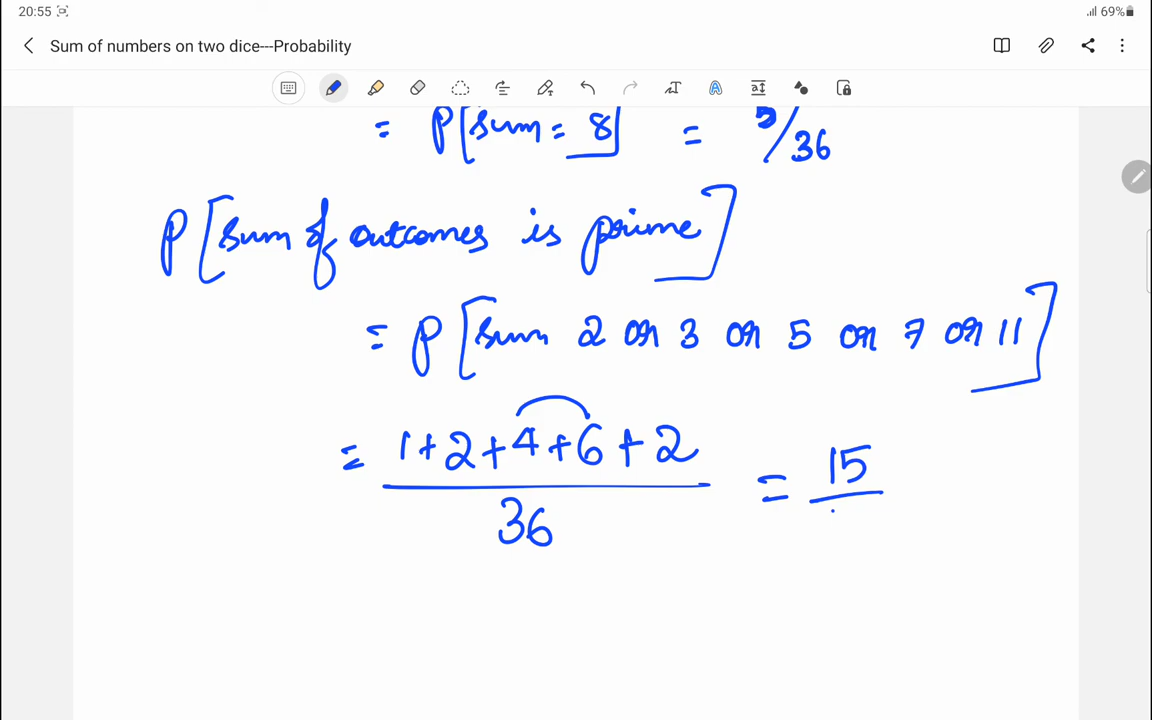 20:55 69%
Sum of numbers on two dice---Probability
= P[sum = 8] = 5/36
P[sum of outcomes is prime]
= P[sum 2 or 3 or 5 or 7 or 11]
= 1+2+4+6+2 = 15
36